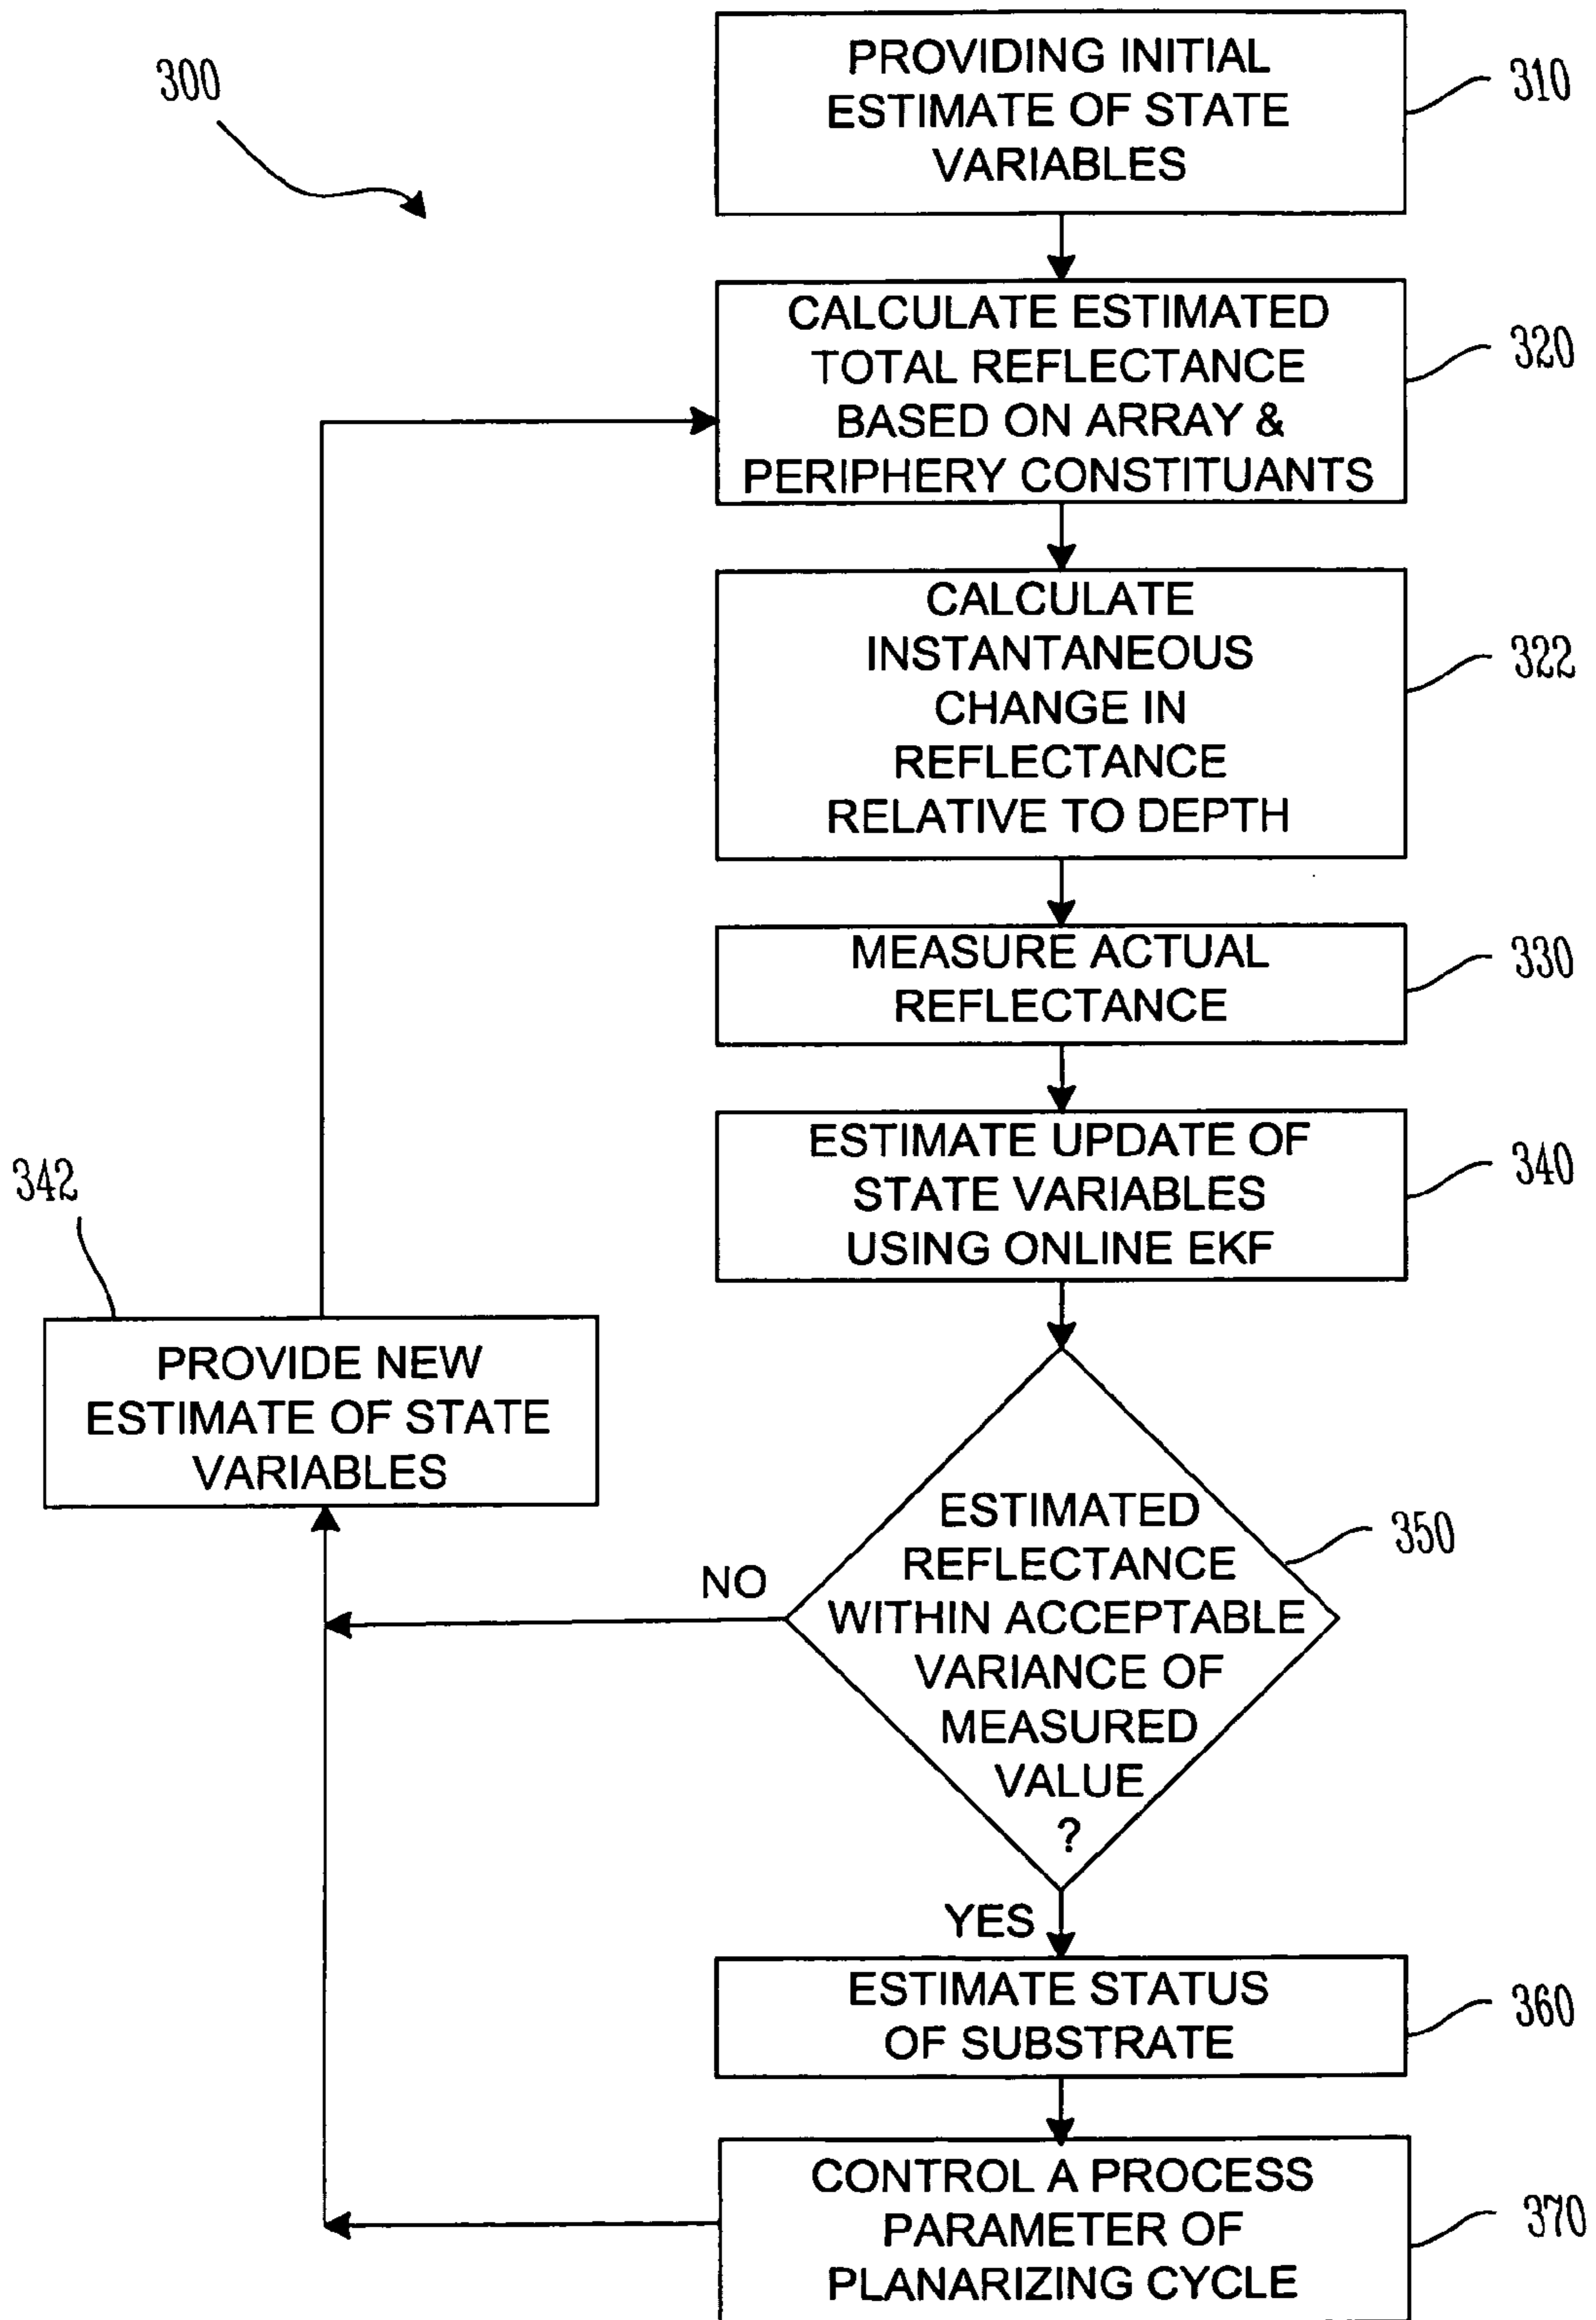 300
PROVIDING INITIAL
ESTIMATE OF STATE
VARIABLES
310
CALCULATE ESTIMATED
TOTAL REFLECTANCE
BASED ON ARRAY &
PERIPHERY CONSTITUANTS
320
CALCULATE
INSTANTANEOUS
CHANGE IN
REFLECTANCE
RELATIVE TO DEPTH
322
MEASURE ACTUAL
REFLECTANCE
330
ESTIMATE UPDATE OF
STATE VARIABLES
USING ONLINE EKF
340
342
PROVIDE NEW
ESTIMATE OF STATE
VARIABLES
ESTIMATED
REFLECTANCE
WITHIN ACCEPTABLE
VARIANCE OF
MEASURED
VALUE
?
350
NO
YES
ESTIMATE STATUS
OF SUBSTRATE
360
CONTROL A PROCESS
PARAMETER OF
PLANARIZING CYCLE
370